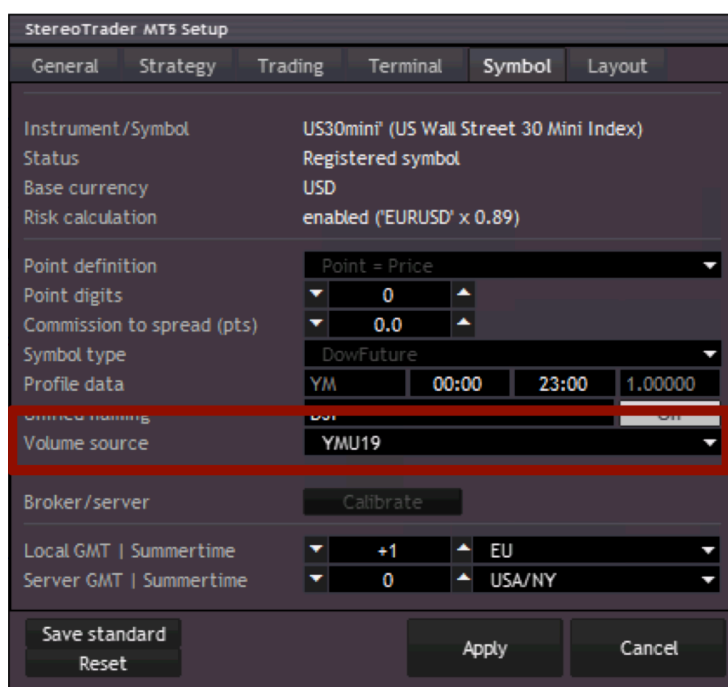 StereoTrader MT5 Setup
General Strategy Trading Terminal Symbol Layout
Instrument/Symbol US30mini' (US Wall Street 30 Mini Index)
Status Registered symbol
Base currency USD
Risk calculation enabled ('EURUSD' x 0.89)
Point definition Point = Price
Point digits 0
Commission to spread (pts) 0.0
Symbol type DowFuture
Profile data YM 00:00 23:00 1.00000
Unified naming
Volume source YMU19
Broker/server Calibrate
Local GMT | Summertime +1 EU
Server GMT | Summertime 0 USA/NY
Save standard Apply Cancel
Reset